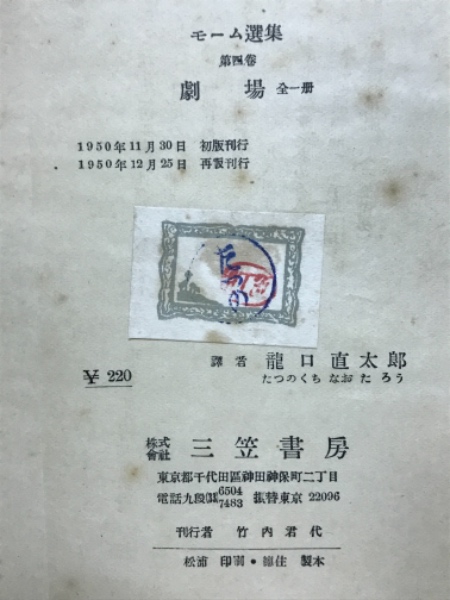 モーム選集
第四卷
劇場 全一册
1950年11月30日 初版刊行
1950年12月25日 再製刊行
¥ 220
譯者 龍口直太郎
たつのくち なおたろう
株式會社 三笠書房
東京都千代田區神田神保町二丁目
電話九段 6504 7483 振替東京 22096
刊行者 竹内君代
松浦 印刷・ 製本